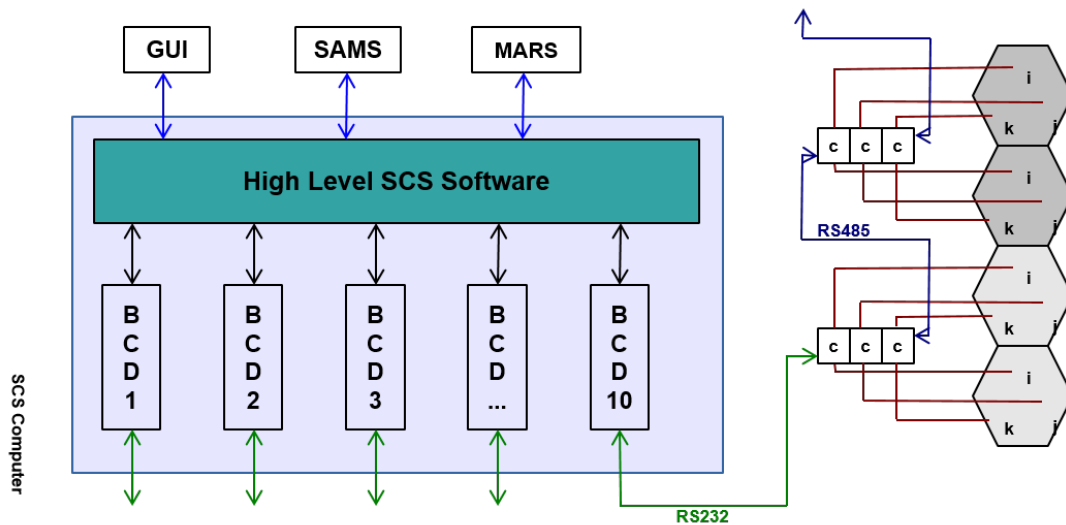 GUI
SAMS
MARS
High Level SCS Software
B
C
D
1
B
C
D
2
B
C
D
3
B
C
D
...
B
C
D
10
SCS Computer
RS232
RS485
c c c
c c c
i
k j
i
k j
i
k j
i
k j